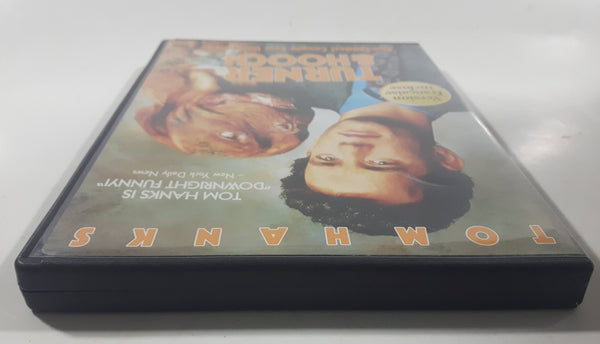 TOM HANKS
TOM HANKS IS
"DOWNRIGHT FUNNY!"
– New York Daily News
Version
Française
incluse
TURNER
& HOOCH